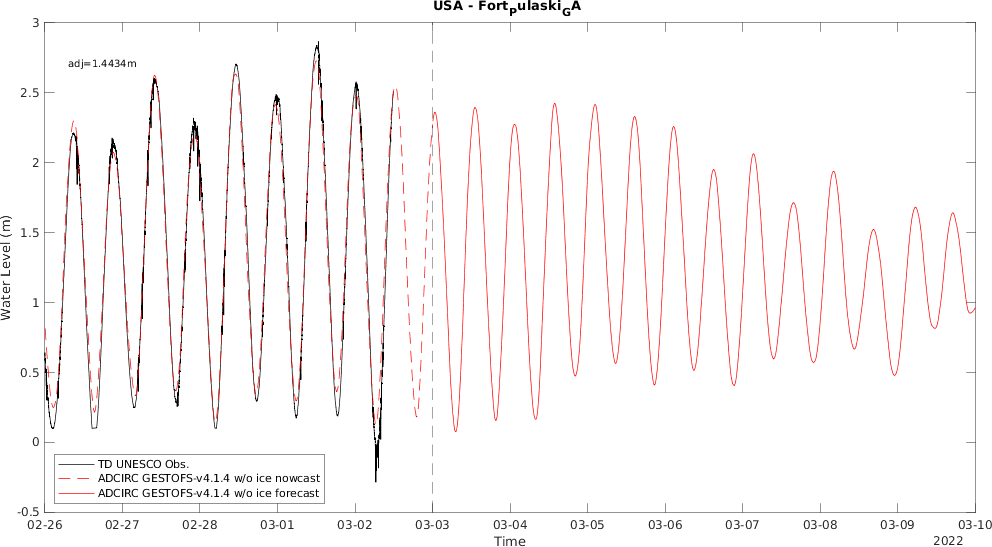 USA - FortPulaskiGA
adj=1.4434m
3
2.5
2
1.5
1
0.5
0
-0.5
Water Level (m)
TD UNESCO Obs.
ADCIRC GESTOFS-v4.1.4 w/o ice nowcast
ADCIRC GESTOFS-v4.1.4 w/o ice forecast
02-26 02-27 02-28 03-01 03-02 03-03 03-04 03-05 03-06 03-07 03-08 03-09 03-10
Time
2022